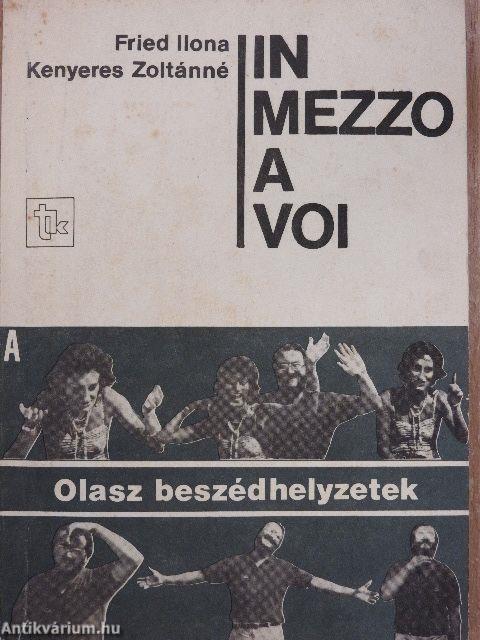 Fried Ilona
Kenyeres Zoltánné
IN
MEZZO
A
VOI
tk
A
Olasz beszédhelyzetek
Antikvárium.hu